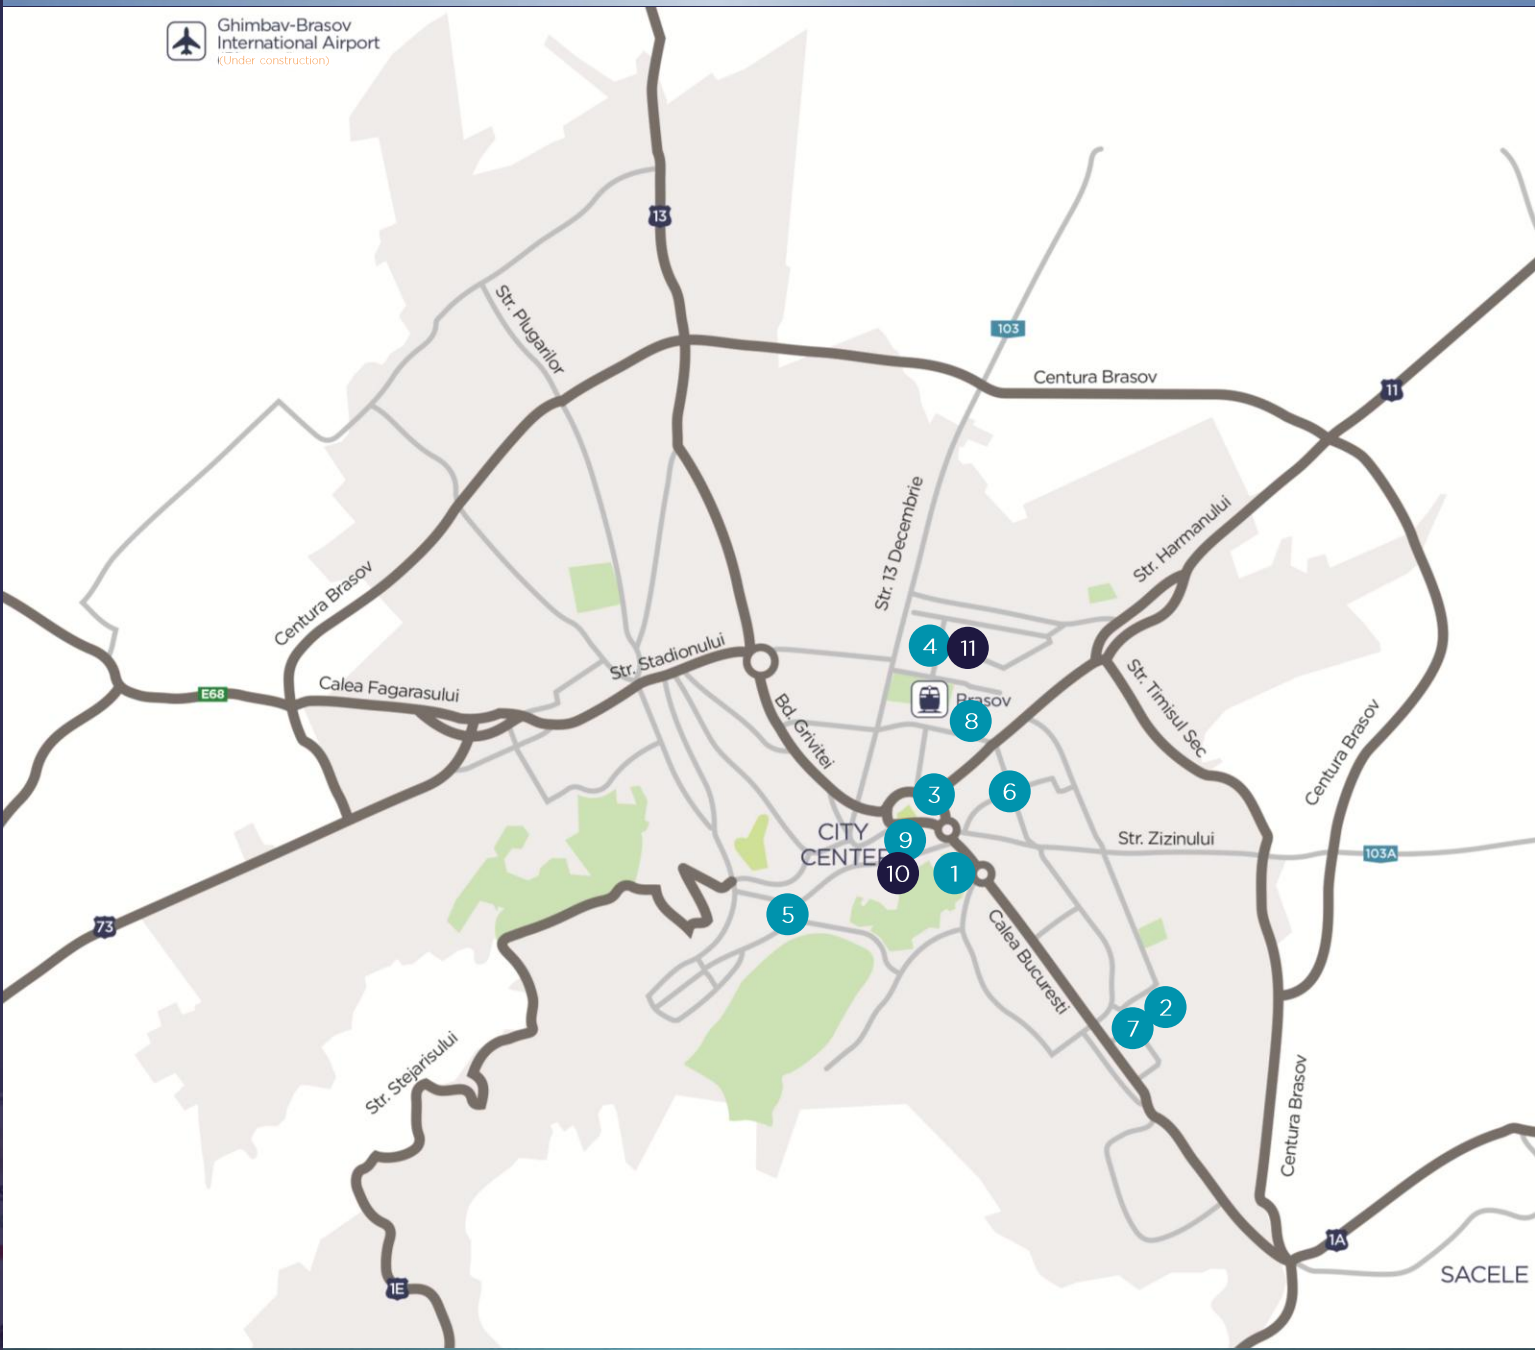 Ghimbav-Brasov
International Airport
(Under construction)
13
103
Str. Plugarilor
Centura Brasov
11
Str. 13 Decembrie
Str. Harmanului
Centura Brasov
4
11
Str. Stadionului
Str. Timisul Sec
E68
Calea Fagarasului
Brasov
8
Bd. Grivitei
Centura Brasov
3
6
CITY
CENTER
9
Str. Zizinului
103A
10
1
5
73
Calea Bucuresti
2
7
Str. Stejarisului
Centura Brasov
1A
SACELE
1E